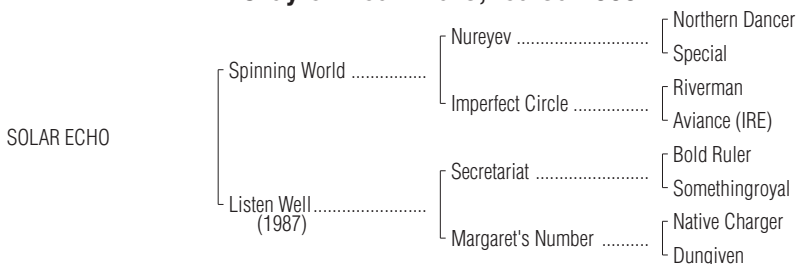 Northern Dancer
Nureyev ..........................
Special
Spinning World ................
Riverman
Imperfect Circle ................
Aviance (IRE)
SOLAR ECHO
Bold Ruler
Secretariat ........................
Somethingroyal
Listen Well........................
(1987)
Native Charger
Margaret's Number ..........
Dungiven